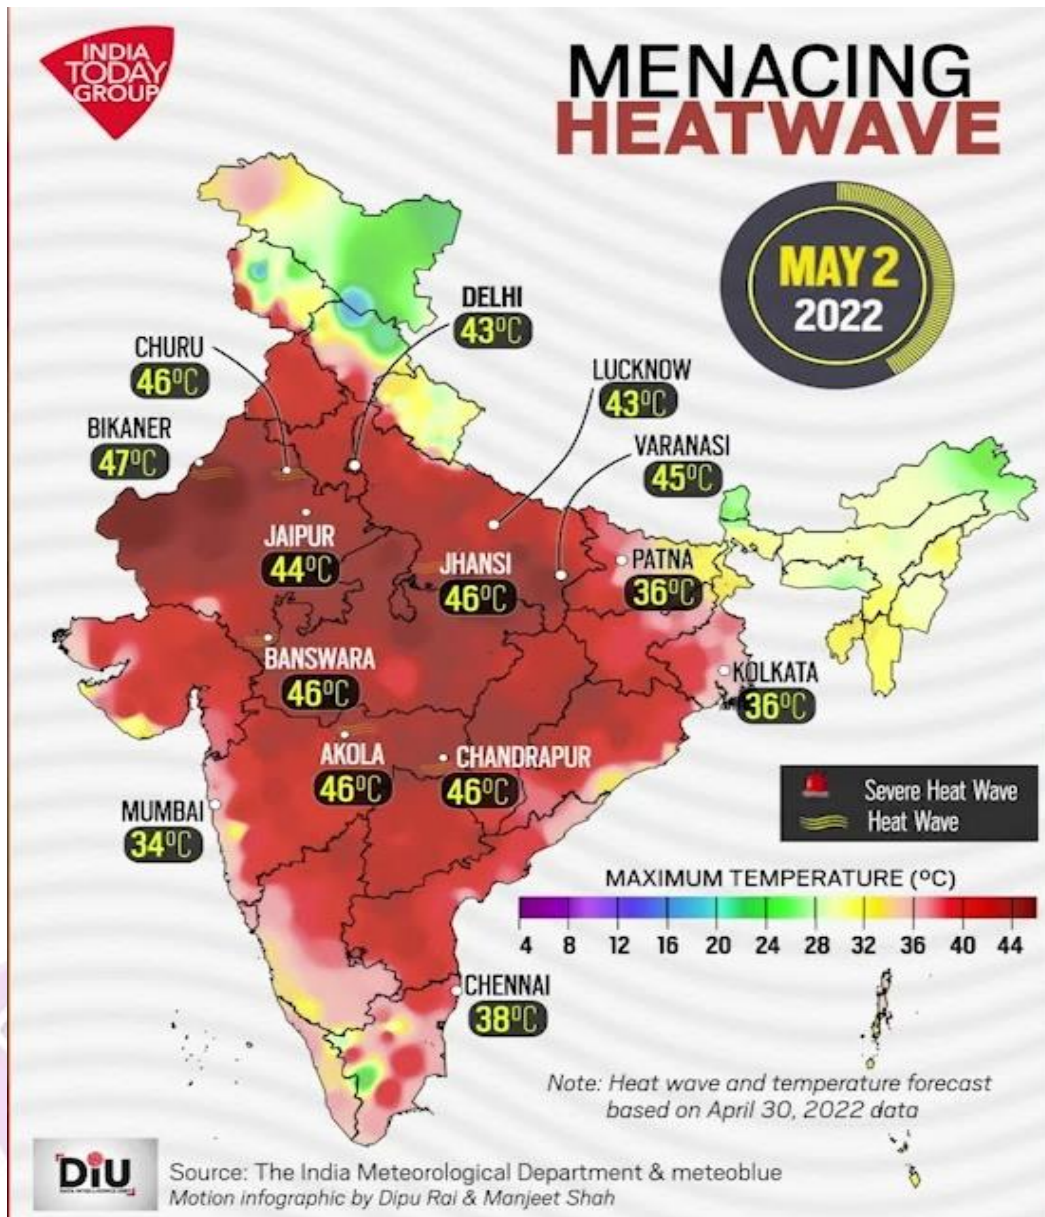 INDIA
TODAY
GROUP
MENACING
HEATWAVE
MAY 2
2022
DELHI
43°C
CHURU
46°C
LUCKNOW
43°C
BIKANER
47°C
VARANASI
45°C
JAIPUR
44°C
JHANSI
46°C
PATNA
36°C
BANSWARA
46°C
KOLKATA
36°C
AKOLA
46°C
CHANDRAPUR
46°C
MUMBAI
34°C
Severe Heat Wave
Heat Wave
MAXIMUM TEMPERATURE (°C)
4 8 12 16 20 24 28 32 36 40 44
CHENNAI
38°C
Note: Heat wave and temperature forecast
based on April 30, 2022 data
DiU
DATA INTELLIGENCE UNIT
Source: The India Meteorological Department & meteoblue
Motion infographic by Dipu Rai & Manjeet Shah